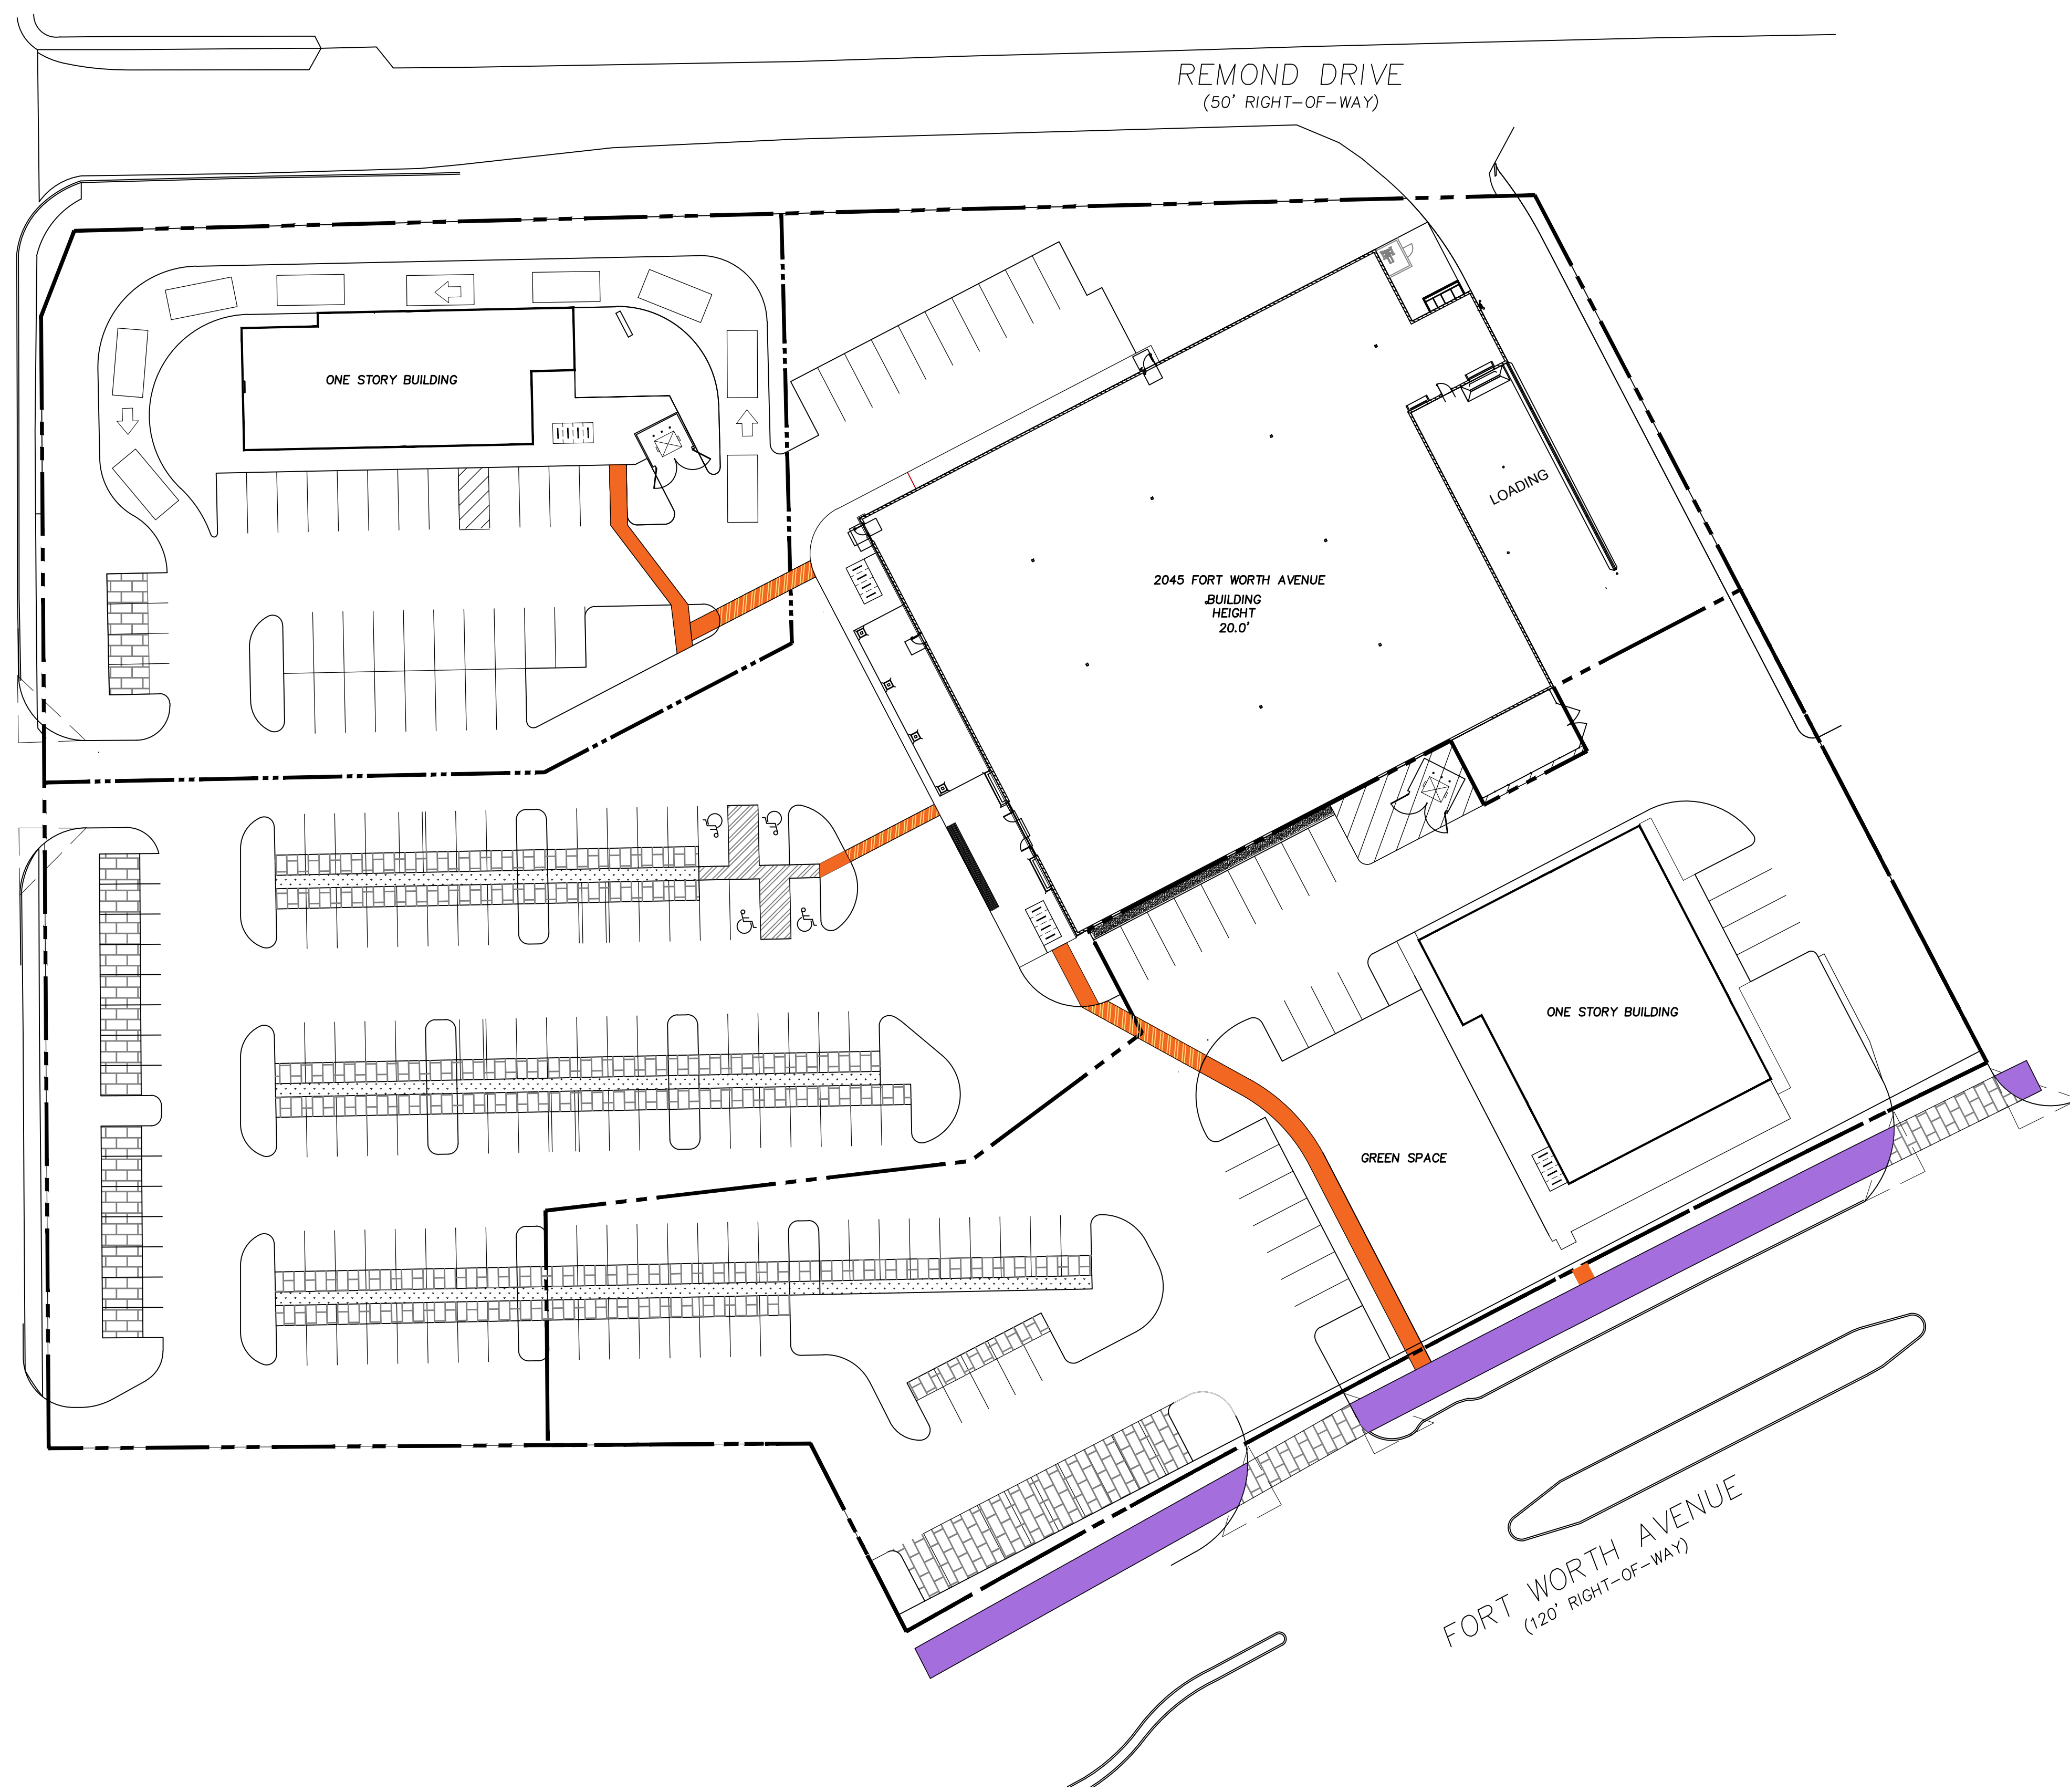 REMOND DRIVE
(50' RIGHT-OF-WAY)
ONE STORY BUILDING
LOADING
2045 FORT WORTH AVENUE
BUILDING
HEIGHT
20.0'
ONE STORY BUILDING
GREEN SPACE
FORT WORTH AVENUE
(120' RIGHT-OF-WAY)